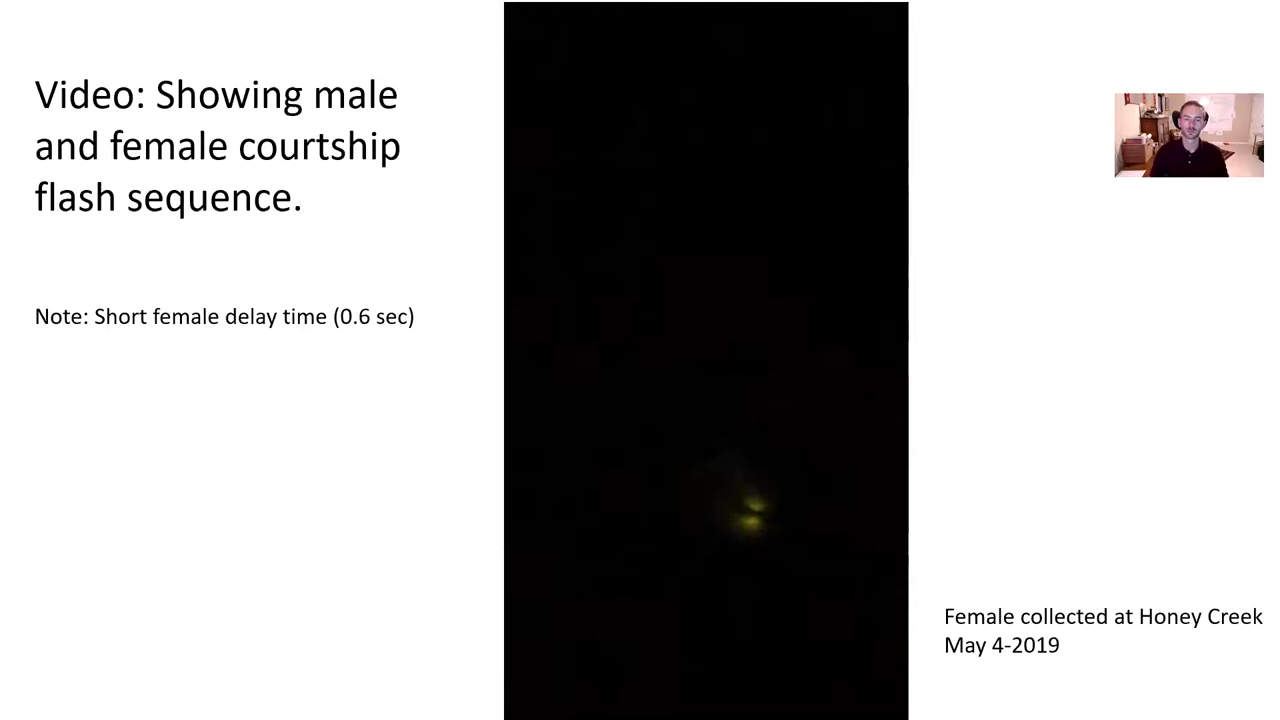 Video: Showing male
and female courtship
flash sequence.
Note: Short female delay time (0.6 sec)
Female collected at Honey Creek
May 4-2019